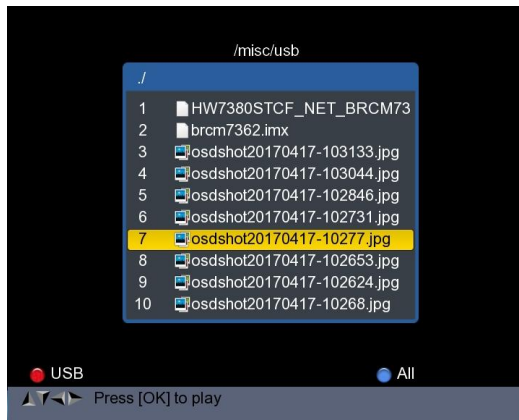 /misc/usb
./
1 HW7380STCF_NET_BRCM73
2 brcm7362.imx
3 osdshot20170417-103133.jpg
4 osdshot20170417-103044.jpg
5 osdshot20170417-102846.jpg
6 osdshot20170417-102731.jpg
7 osdshot20170417-10277.jpg
8 osdshot20170417-102653.jpg
9 osdshot20170417-102624.jpg
10 osdshot20170417-10268.jpg
USB All
Press [OK] to play